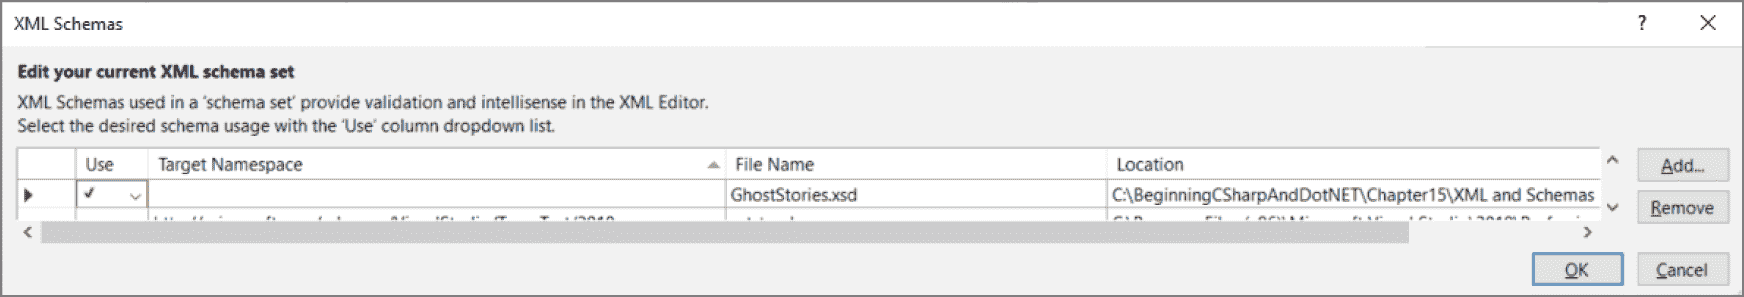 XML Schemas ?
Edit your current XML schema set
XML Schemas used in a 'schema set' provide validation and intellisense in the XML Editor.
Select the desired schema usage with the 'Use' column dropdown list.
Use Target Namespace File Name Location
GhostStories.xsd C:\BeginningCSharpAndDotNET\Chapter15\XML and Schemas
Add...
Remove
OK Cancel